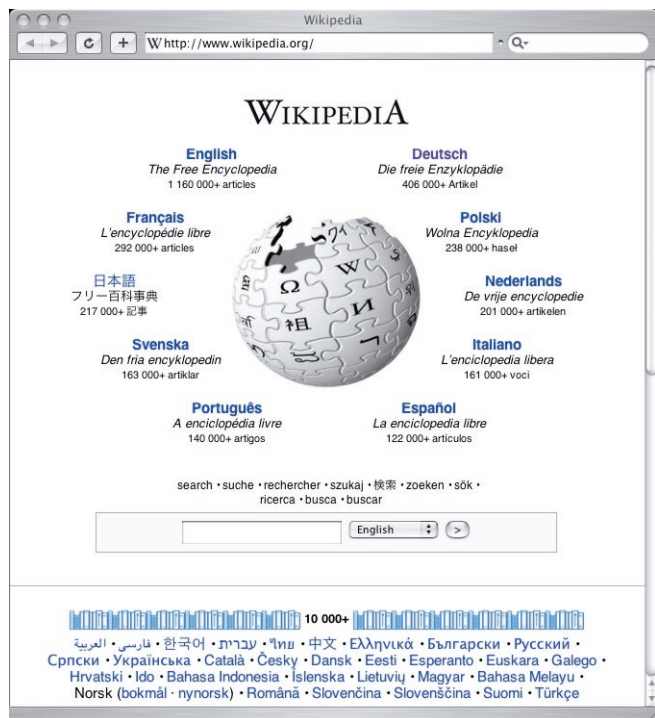 Wikipedia
http://www.wikipedia.org/
WIKIPEDIA
English
The Free Encyclopedia
1 160 000+ articles
Deutsch
Die freie Enzyklopädie
406 000+ Artikel
Français
L'encyclopédie libre
292 000+ articles
Polski
Wolna Encyklopedia
238 000+ haseł
日本語
フリー百科事典
217 000+ 記事
Nederlands
De vrije encyclopedie
201 000+ artikelen
Svenska
Den fria encyklopedin
163 000+ artiklar
Italiano
L'enciclopedia libera
161 000+ voci
Português
A enciclopédia livre
140 000+ artigos
Español
La enciclopedia libre
122 000+ artículos
Ω W И 祖
search · suche · rechercher · szukaj · 検索 · zoeken · sök ·
ricerca · busca · buscar
English >
10 000+
العربية · فارسی · 한국어 · עברית · ไทย · 中文 · Ελληνικά · Български · Русский ·
Српски · Українська · Català · Česky · Dansk · Eesti · Esperanto · Euskara · Galego ·
Hrvatski · Ido · Bahasa Indonesia · Íslenska · Lietuvių · Magyar · Bahasa Melayu ·
Norsk (bokmål · nynorsk) · Română · Slovenčina · Slovenščina · Suomi · Türkçe